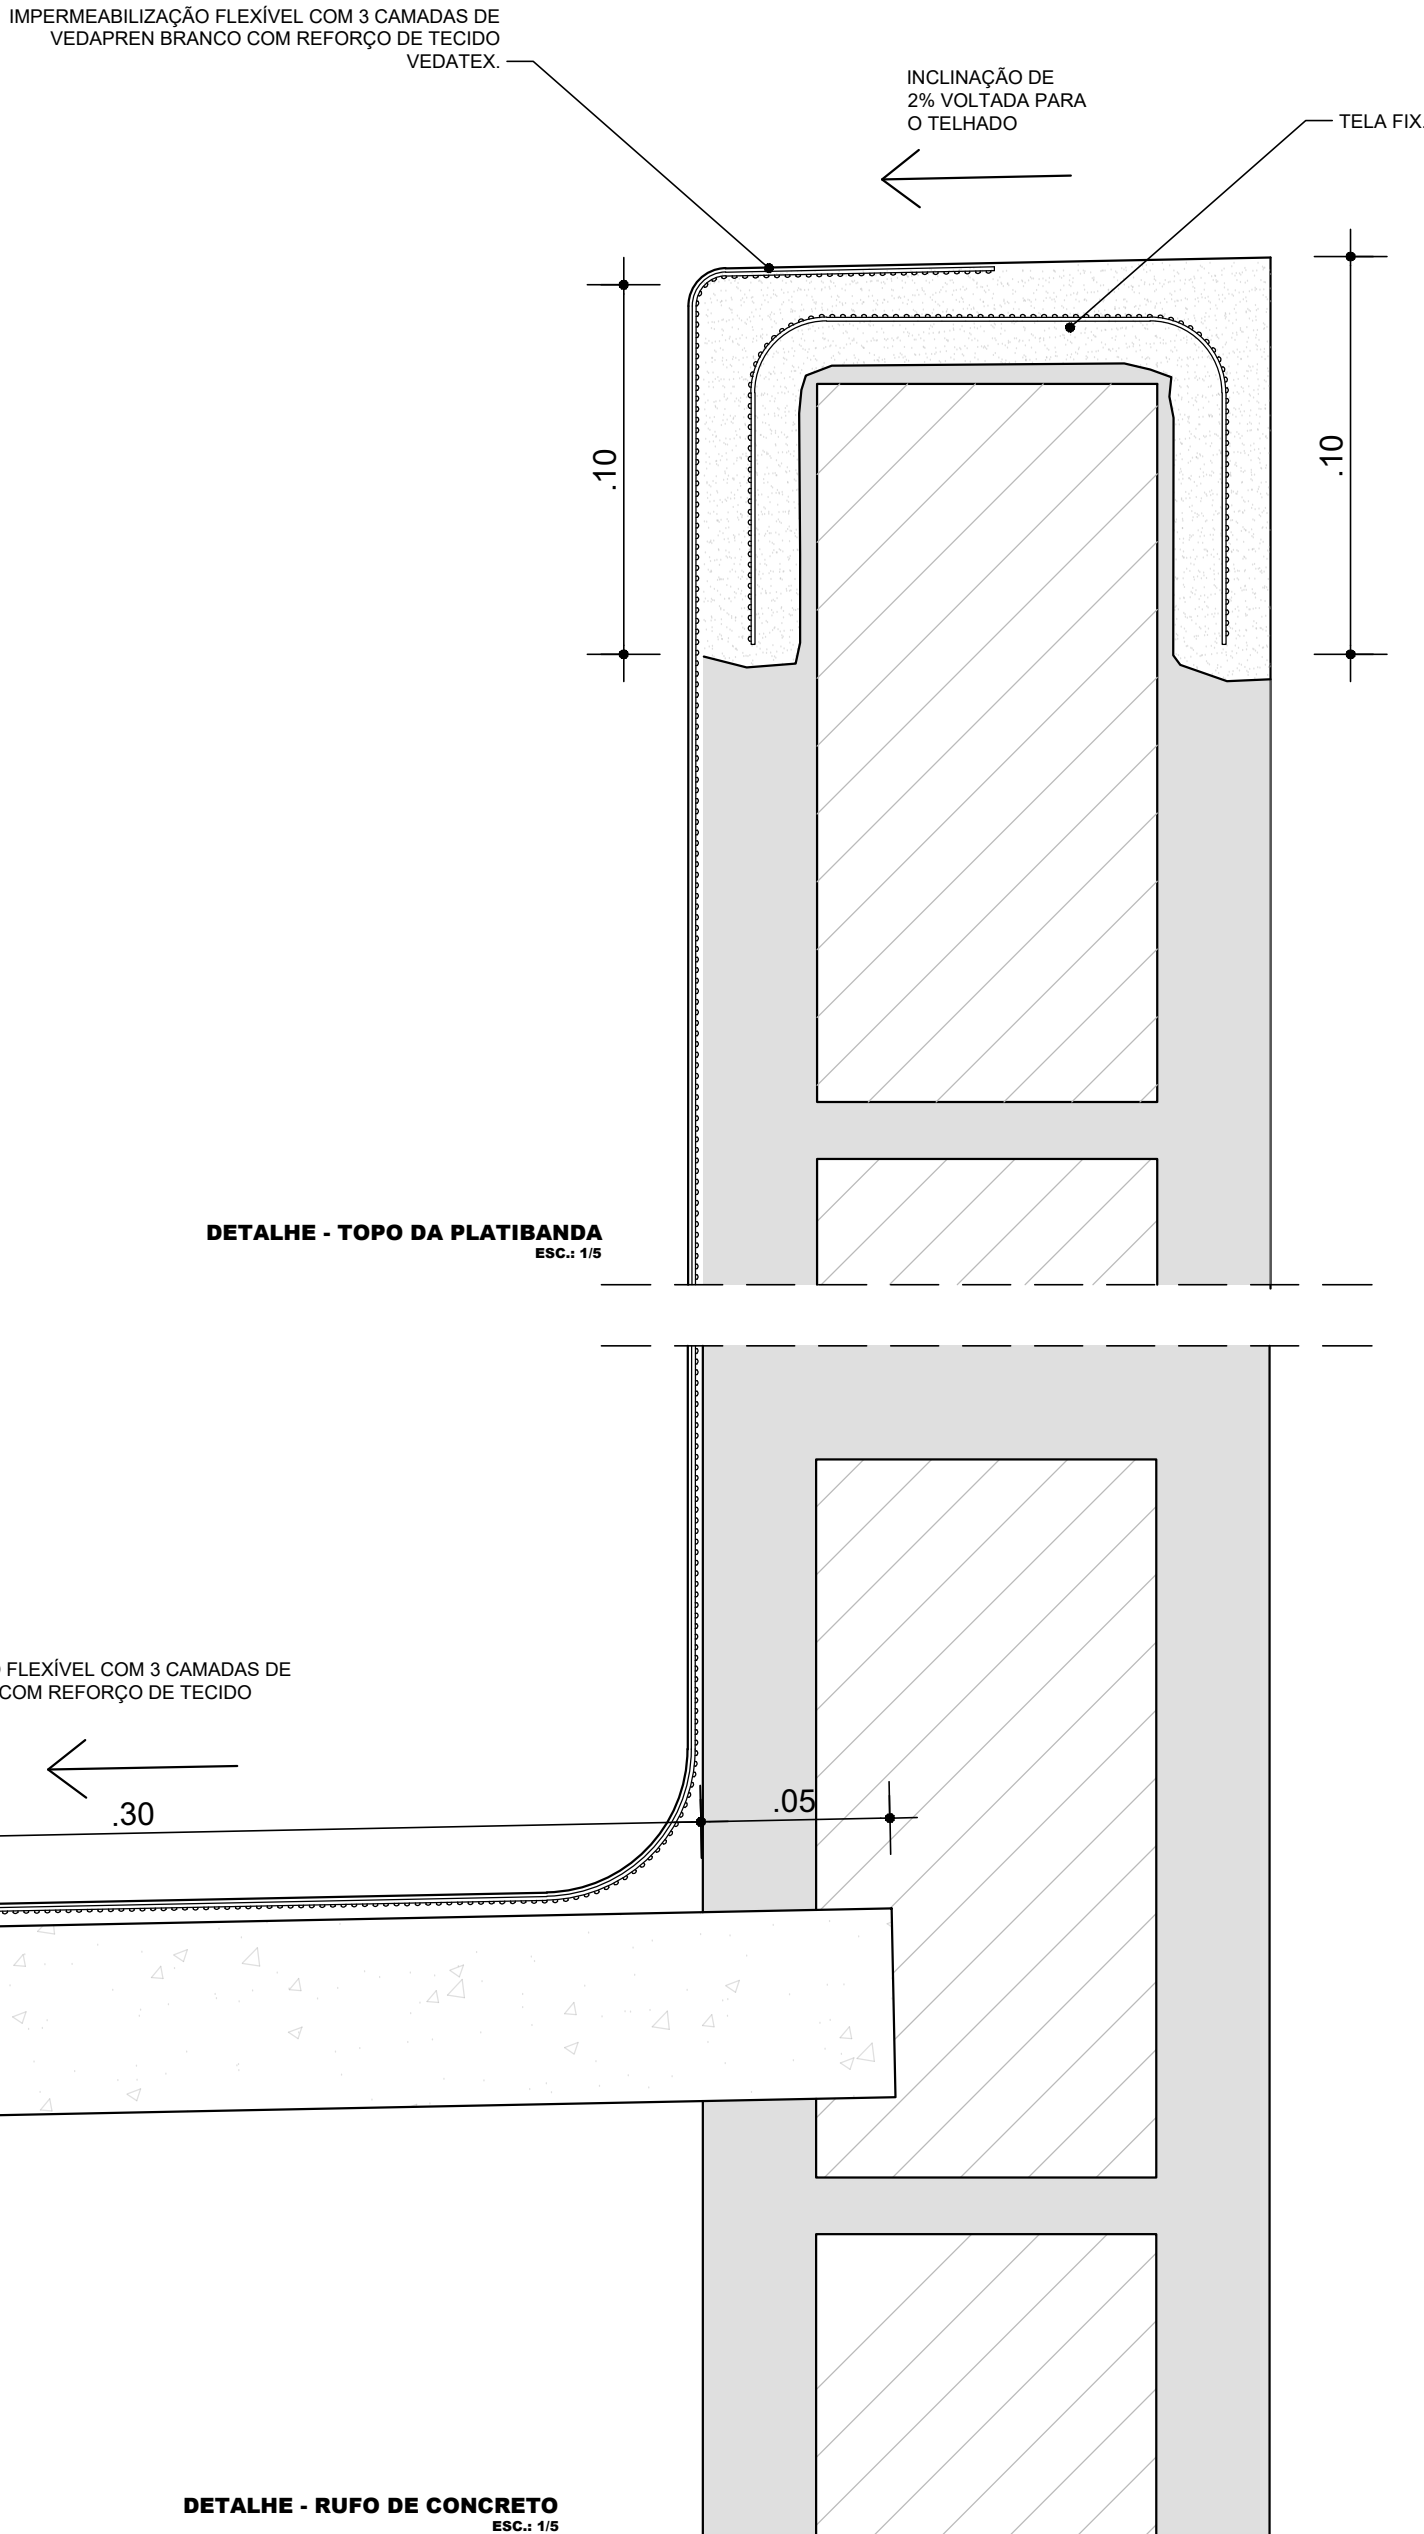 IMPERMEABILIZAÇÃO FLEXÍVEL COM 3 CAMADAS DE
VEDAPREN BRANCO COM REFORÇO DE TECIDO
VEDATEX.
INCLINAÇÃO DE
2% VOLTADA PARA
O TELHADO
TELA FIX.
.10
.10
DETALHE - TOPO DA PLATIBANDA
ESC.: 1/5
FLEXÍVEL COM 3 CAMADAS DE
COM REFORÇO DE TECIDO
.30
.05
DETALHE - RUFO DE CONCRETO
ESC.: 1/5